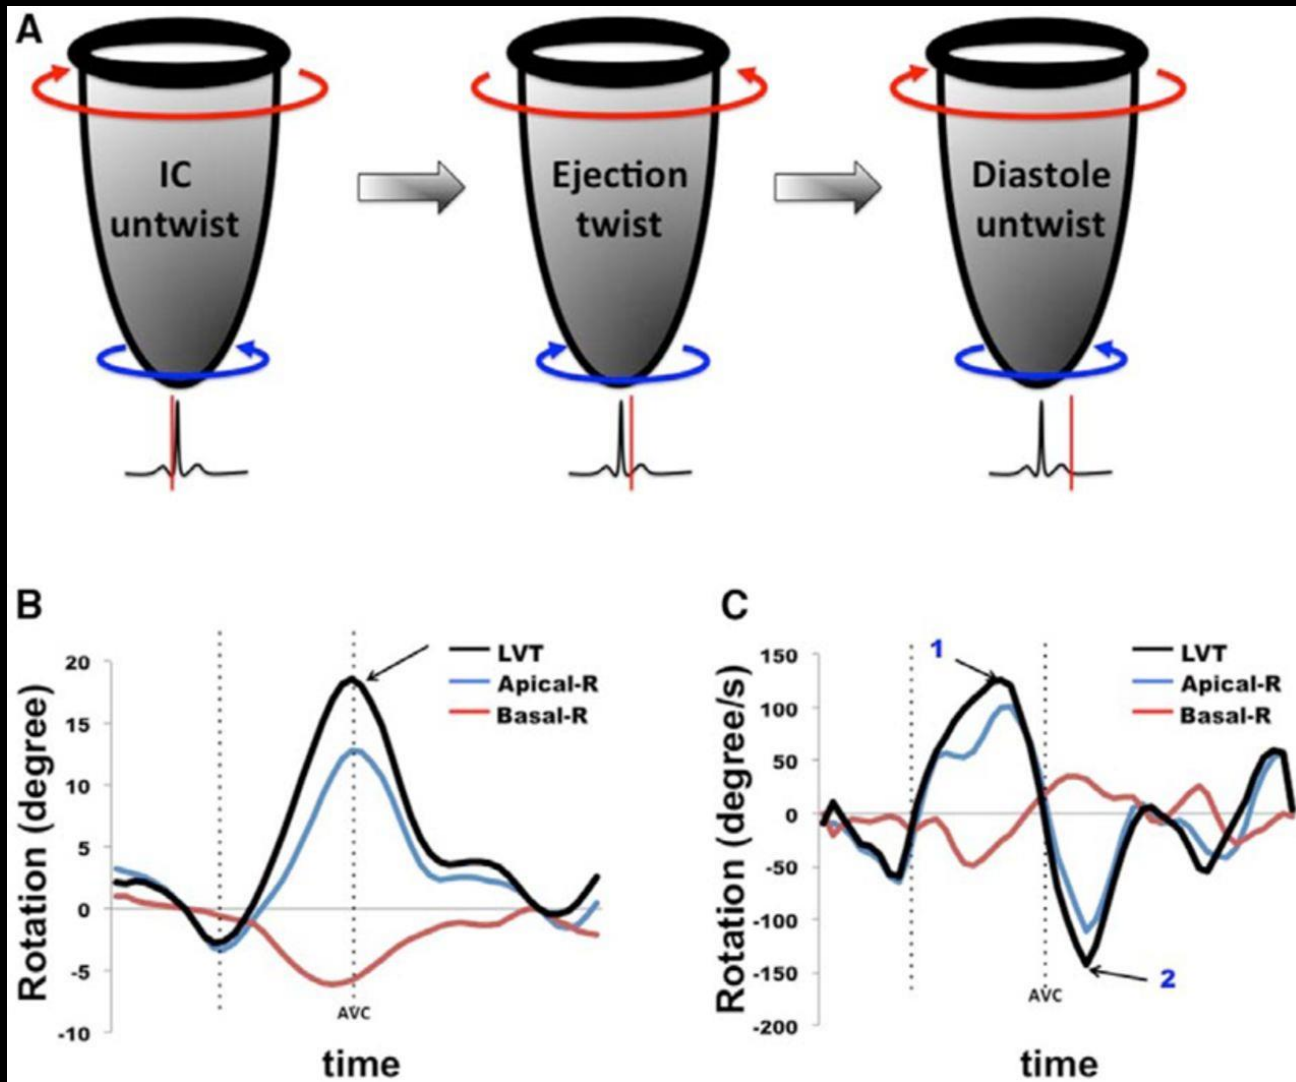 A
IC
untwist
Ejection
twist
Diastole
untwist
B
Rotation (degree)
20
15
10
5
0
-5
-10
LVT
Apical-R
Basal-R
AVC
time
C
Rotation (degree/s)
150
100
50
0
-50
-100
-150
-200
1
LVT
Apical-R
Basal-R
2
AVC
time